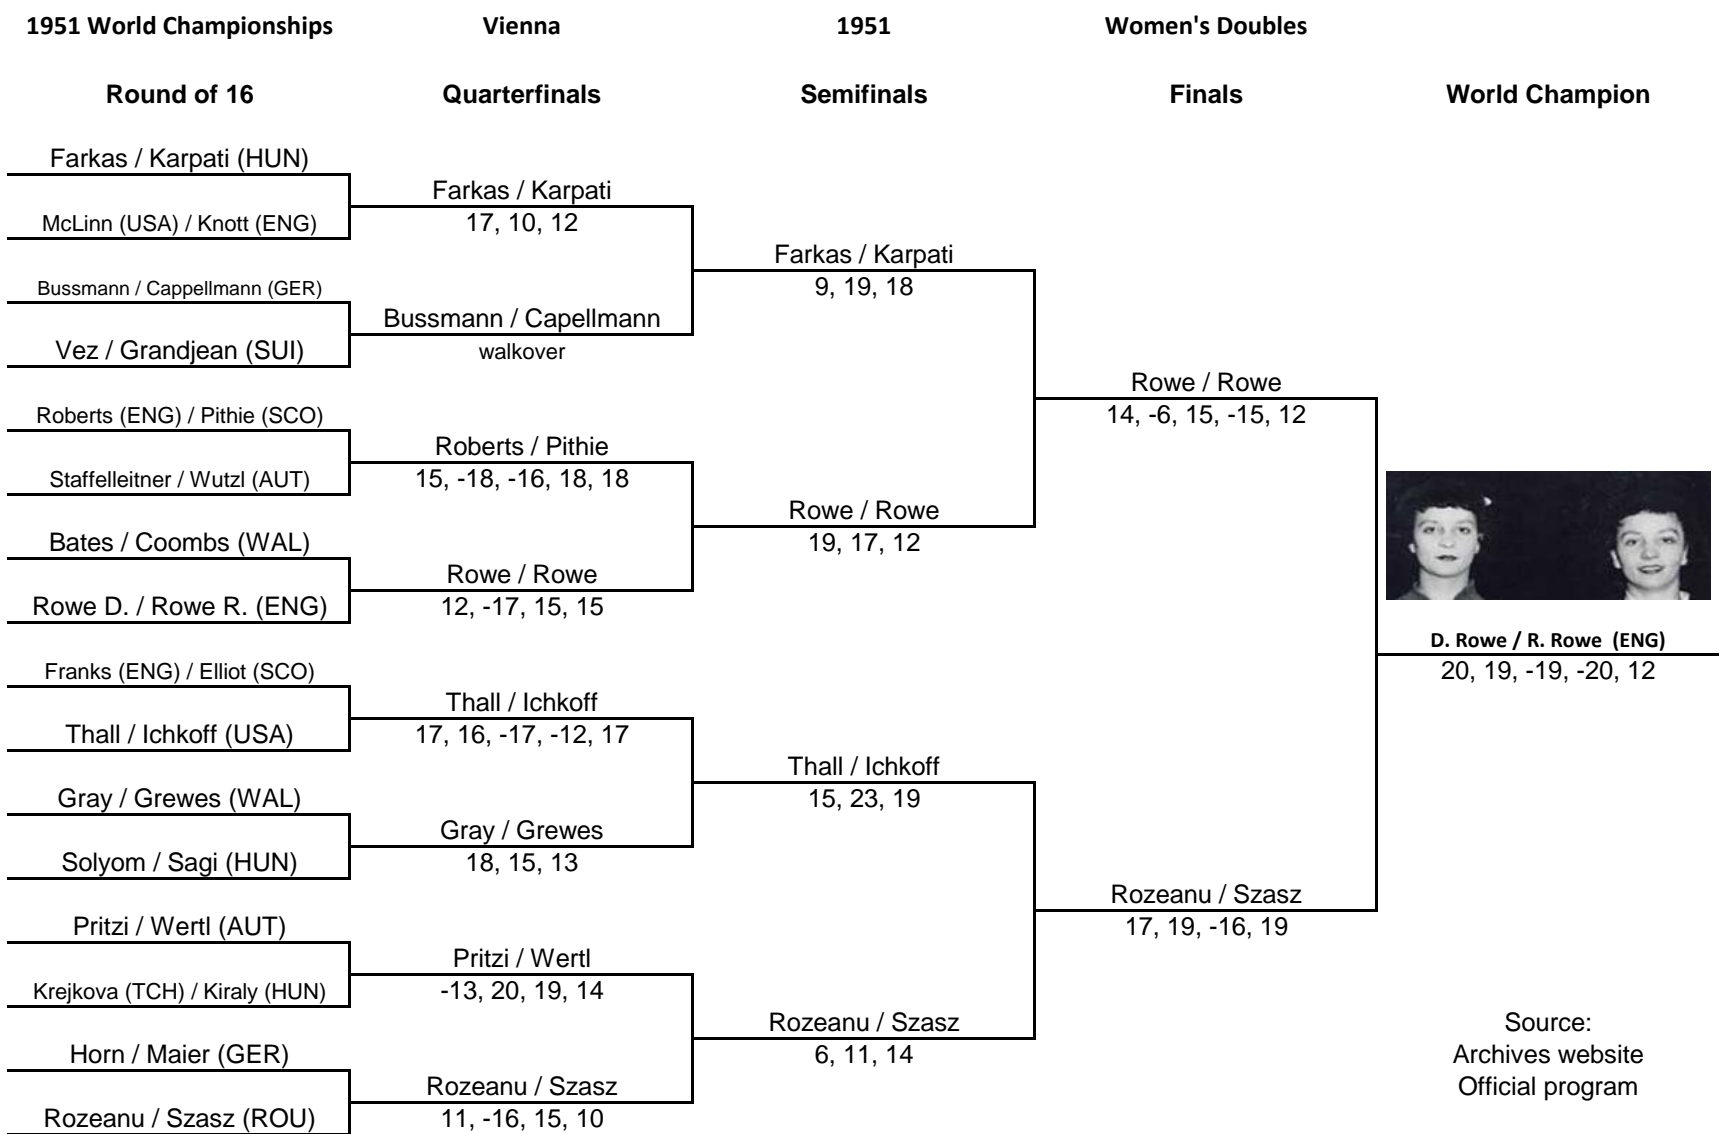 1951 World Championships
Vienna
1951
Women's Doubles
Round of 16
Quarterfinals
Semifinals
Finals
World Champion
Farkas / Karpati (HUN)
McLinn (USA) / Knott (ENG)
Bussmann / Cappellmann (GER)
Vez / Grandjean (SUI)
Roberts (ENG) / Pithie (SCO)
Staffelleitner / Wutzl (AUT)
Bates / Coombs (WAL)
Rowe D. / Rowe R. (ENG)
Franks (ENG) / Elliot (SCO)
Thall / Ichkoff (USA)
Gray / Grewes (WAL)
Solyom / Sagi (HUN)
Pritzi / Wertl (AUT)
Krejkova (TCH) / Kiraly (HUN)
Horn / Maier (GER)
Rozeanu / Szasz (ROU)
Farkas / Karpati
17, 10, 12
Bussmann / Capellmann
walkover
Roberts / Pithie
15, -18, -16, 18, 18
Rowe / Rowe
12, -17, 15, 15
Thall / Ichkoff
17, 16, -17, -12, 17
Gray / Grewes
18, 15, 13
Pritzi / Wertl
-13, 20, 19, 14
Rozeanu / Szasz
11, -16, 15, 10
Farkas / Karpati
9, 19, 18
Rowe / Rowe
19, 17, 12
Thall / Ichkoff
15, 23, 19
Rozeanu / Szasz
6, 11, 14
Rowe / Rowe
14, -6, 15, -15, 12
Rozeanu / Szasz
17, 19, -16, 19
D. Rowe / R. Rowe (ENG)
20, 19, -19, -20, 12
Source:
Archives website
Official program